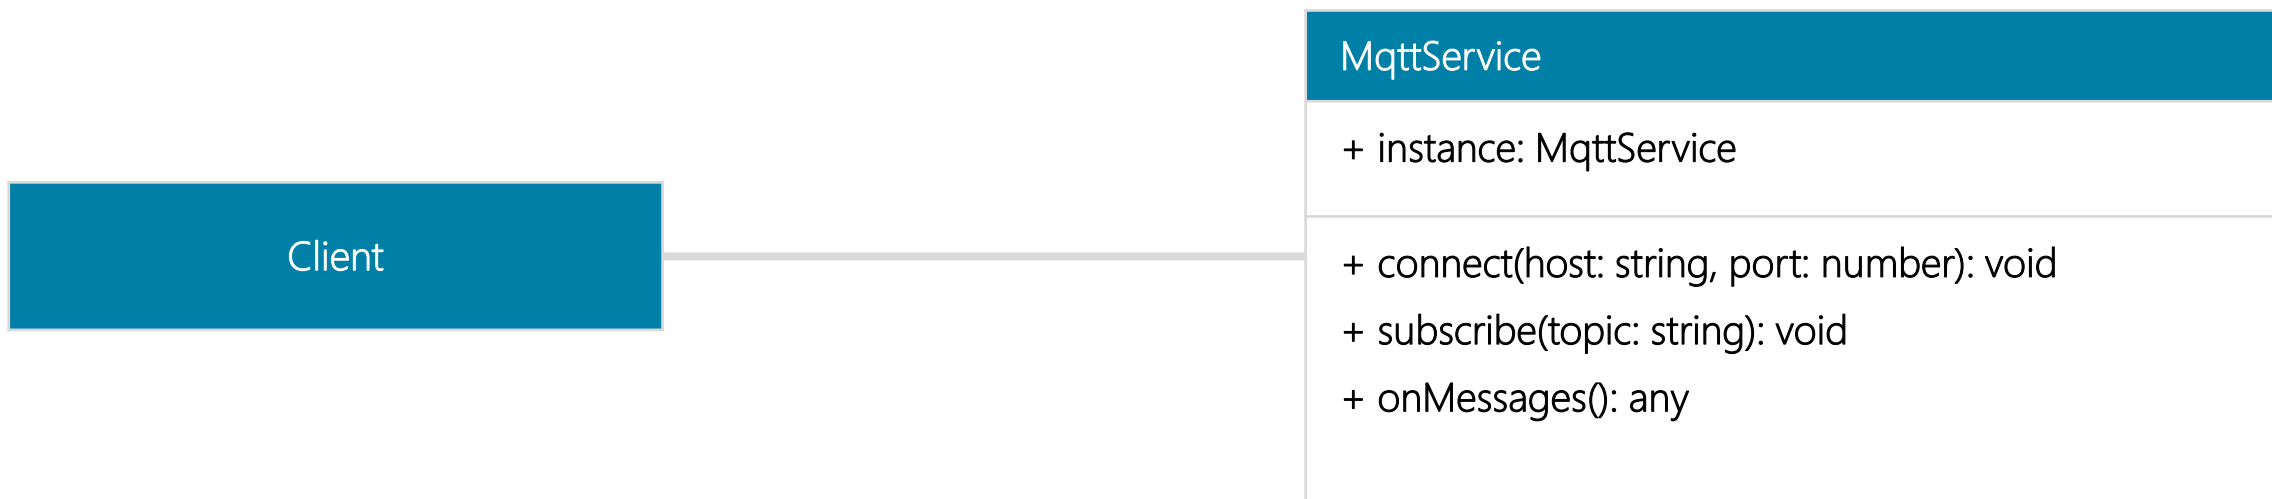 MqttService
+ instance: MqttService
Client
+ connect(host: string, port: number): void
+ subscribe(topic: string): void
+ onMessages(): any